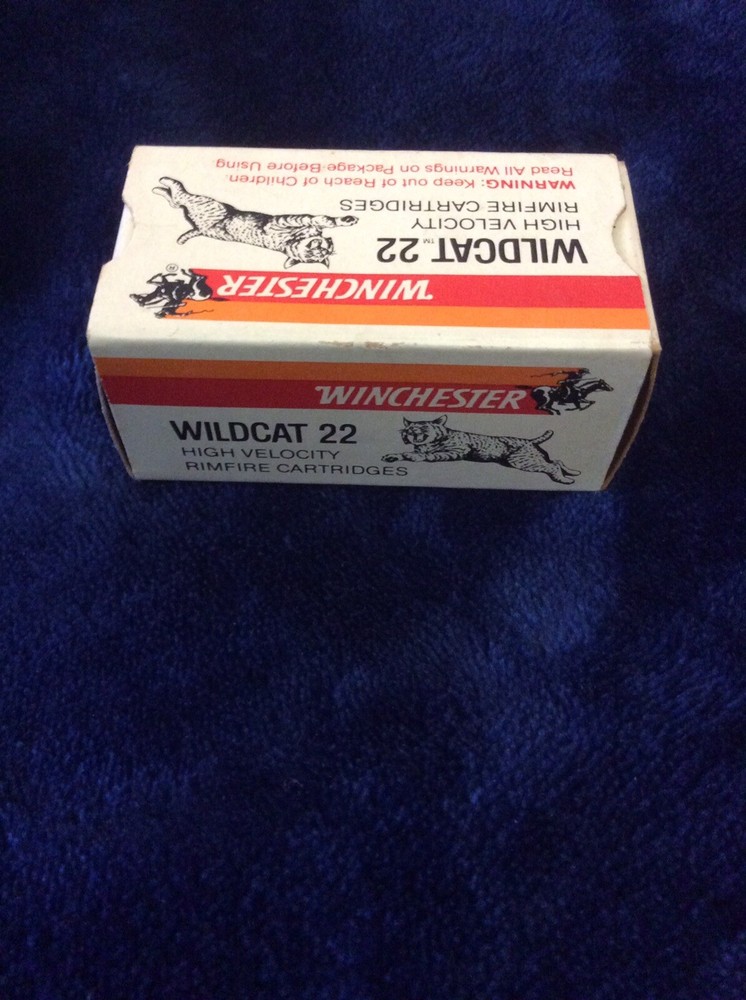 WINCHESTER ®
WILDCAT 22™
HIGH VELOCITY
RIMFIRE CARTRIDGES
WARNING: Keep out of Reach of Children.
Read All Warnings on Package Before Using.
WINCHESTER
WILDCAT 22
HIGH VELOCITY
RIMFIRE CARTRIDGES